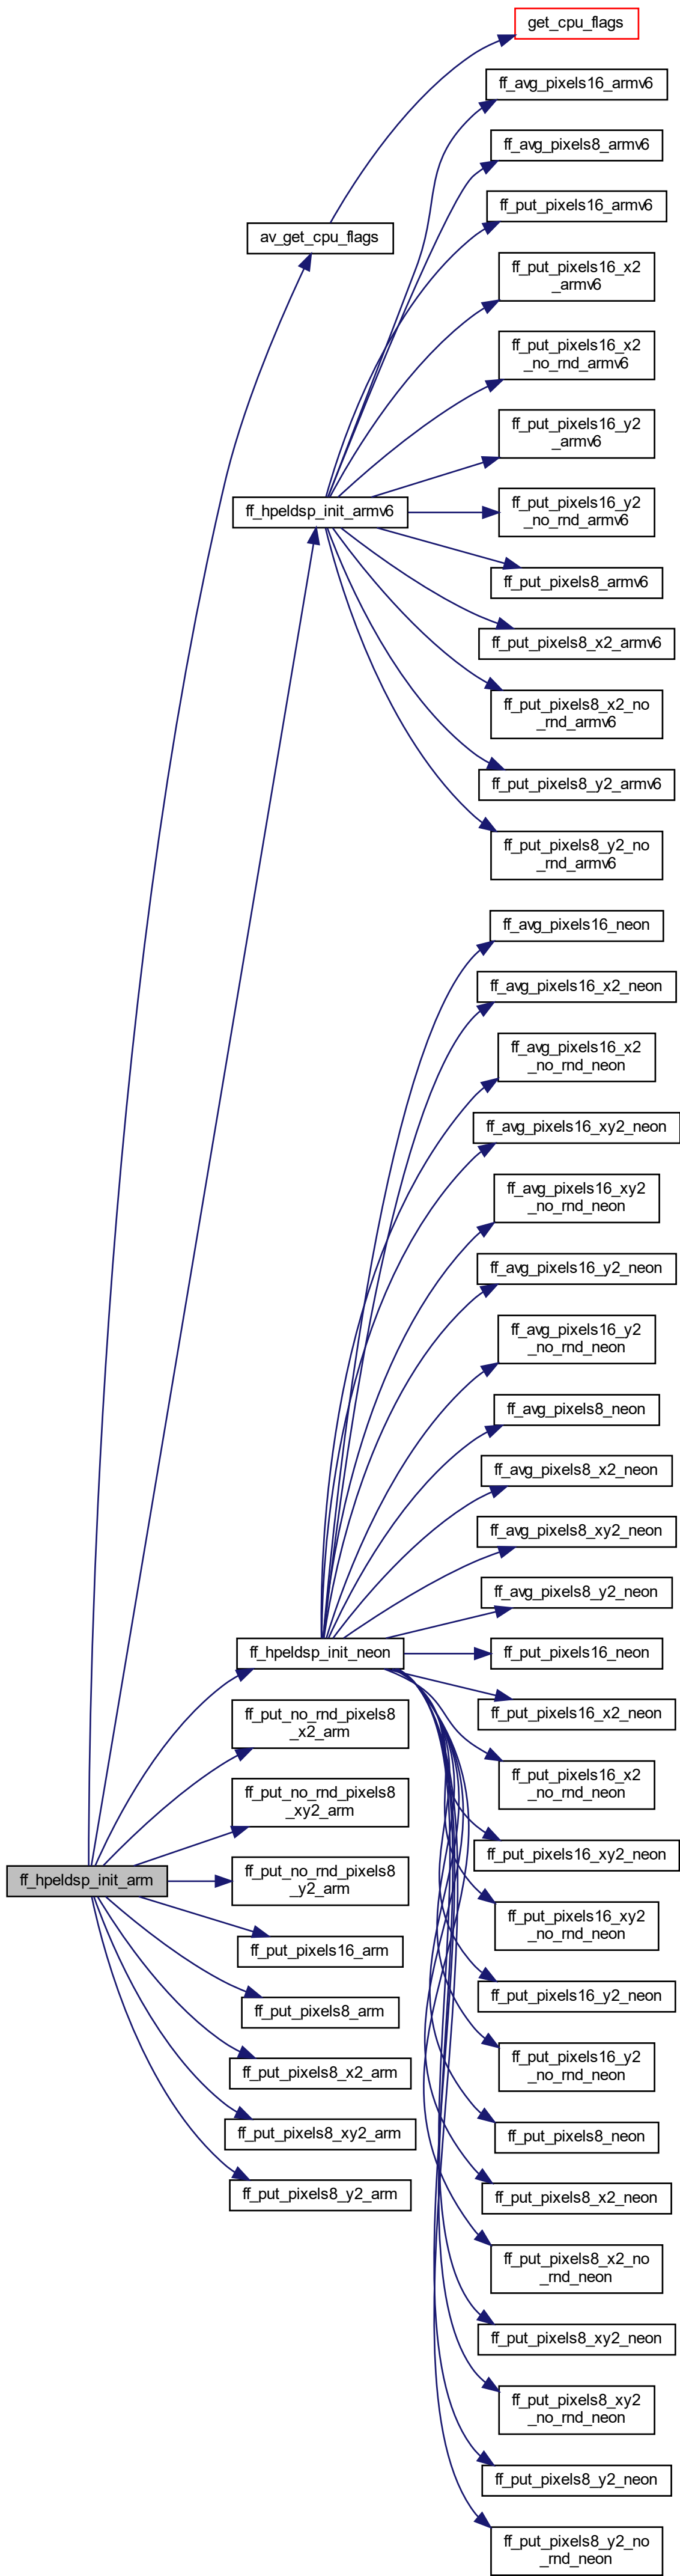 get_cpu_flags
ff_avg_pixels16_armv6
ff_avg_pixels8_armv6
ff_put_pixels16_armv6
av_get_cpu_flags
ff_put_pixels16_x2
_armv6
ff_put_pixels16_x2
_no_rnd_armv6
ff_put_pixels16_y2
_armv6
ff_hpeldsp_init_armv6
ff_put_pixels16_y2
_no_rnd_armv6
ff_put_pixels8_armv6
ff_put_pixels8_x2_armv6
ff_put_pixels8_x2_no
_rnd_armv6
ff_put_pixels8_y2_armv6
ff_put_pixels8_y2_no
_rnd_armv6
ff_avg_pixels16_neon
ff_avg_pixels16_x2_neon
ff_avg_pixels16_x2
_no_rnd_neon
ff_avg_pixels16_xy2_neon
ff_avg_pixels16_xy2
_no_rnd_neon
ff_avg_pixels16_y2_neon
ff_avg_pixels16_y2
_no_rnd_neon
ff_avg_pixels8_neon
ff_avg_pixels8_x2_neon
ff_avg_pixels8_xy2_neon
ff_avg_pixels8_y2_neon
ff_hpeldsp_init_neon
ff_put_pixels16_neon
ff_put_no_rnd_pixels8
_x2_arm
ff_put_pixels16_x2_neon
ff_put_pixels16_x2
_no_rnd_neon
ff_put_no_rnd_pixels8
_xy2_arm
ff_put_pixels16_xy2_neon
ff_hpeldsp_init_arm
ff_put_no_rnd_pixels8
_y2_arm
ff_put_pixels16_xy2
_no_rnd_neon
ff_put_pixels16_arm
ff_put_pixels16_y2_neon
ff_put_pixels8_arm
ff_put_pixels16_y2
_no_rnd_neon
ff_put_pixels8_x2_arm
ff_put_pixels8_xy2_arm
ff_put_pixels8_neon
ff_put_pixels8_y2_arm
ff_put_pixels8_x2_neon
ff_put_pixels8_x2_no
_rnd_neon
ff_put_pixels8_xy2_neon
ff_put_pixels8_xy2
_no_rnd_neon
ff_put_pixels8_y2_neon
ff_put_pixels8_y2_no
_rnd_neon